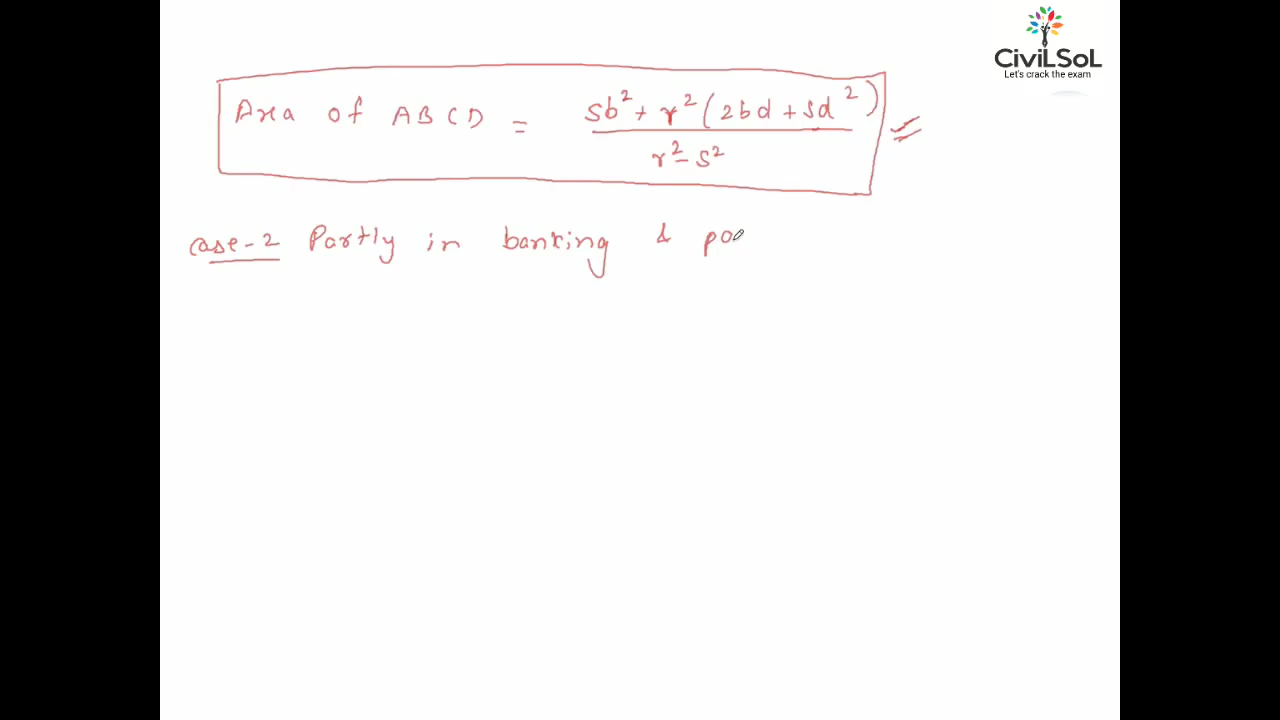 CiviLSoL
Let's crack the exam
Area of ABCD = sb² + r² (2bd + sd²) / r² - s²
Case-2 Partly in banking & pa